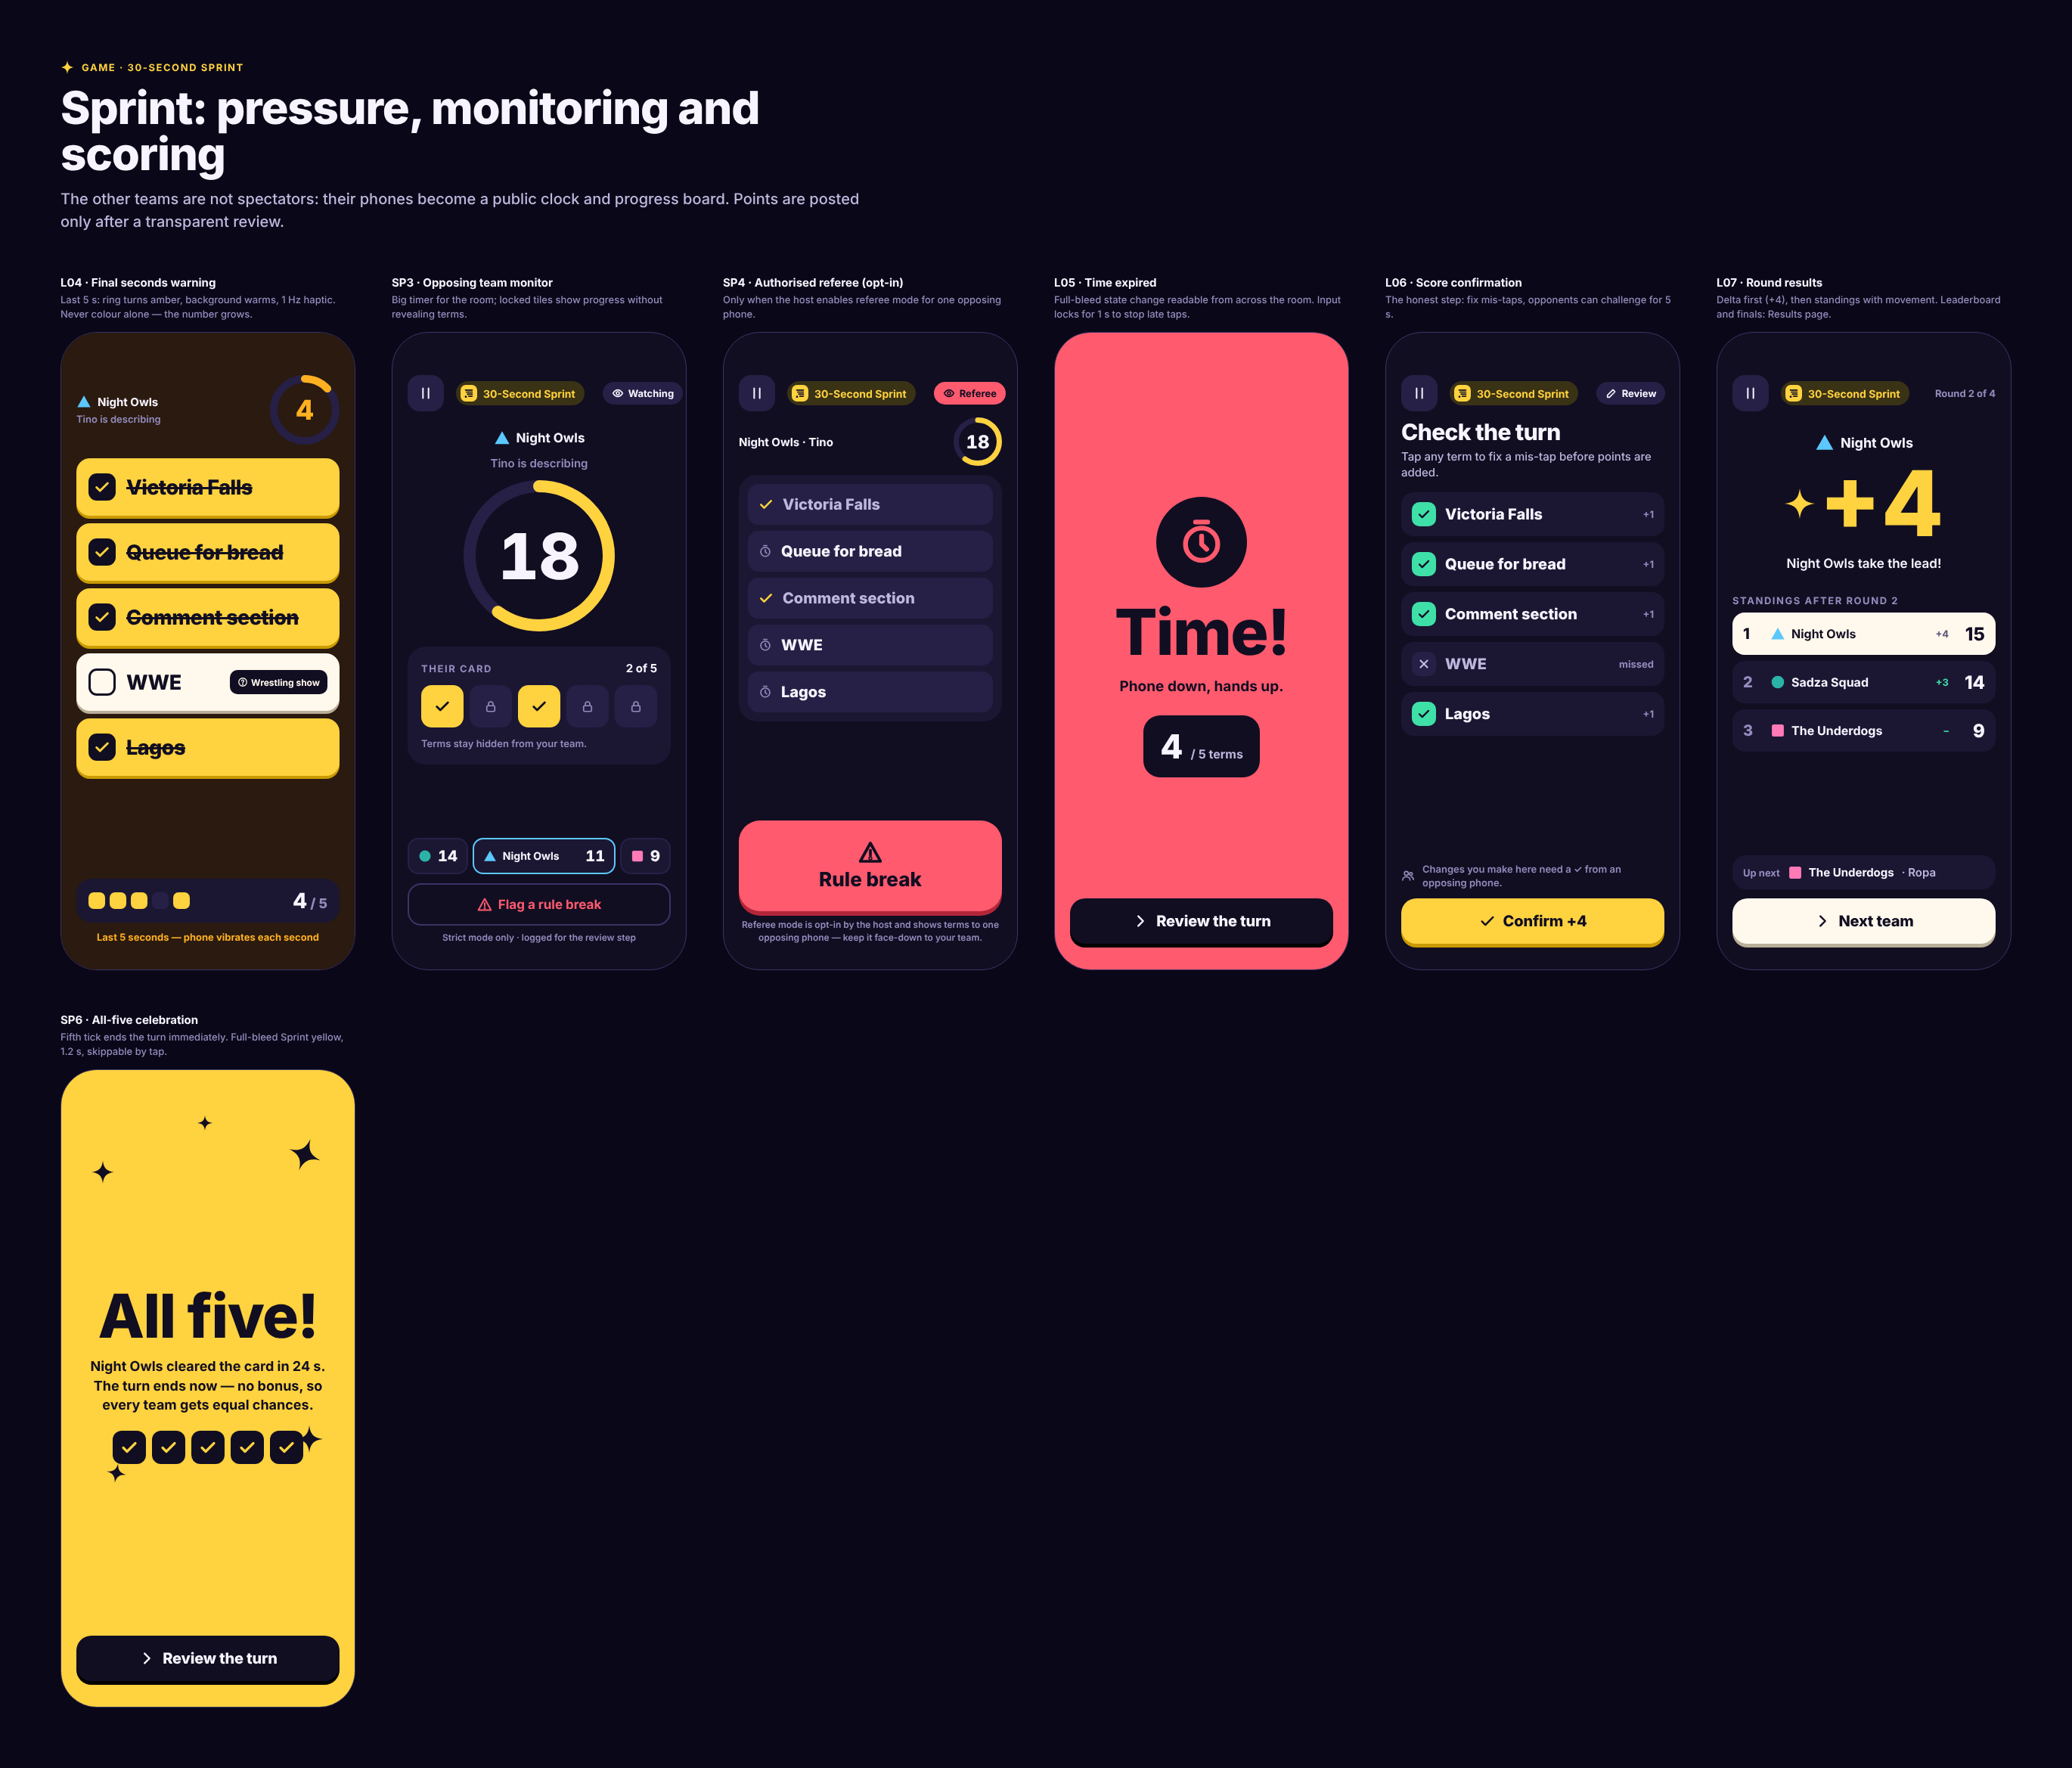 GAME · 30-SECOND SPRINT
Sprint: pressure, monitoring and
scoring
The other teams are not spectators: their phones become a public clock and progress board. Points are posted
only after a transparent review.
L04 · Final seconds warning
Last 5 s: ring turns amber, background warms, 1 Hz haptic.
Never colour alone — the number grows.
Night Owls
Tino is describing
4
Victoria Falls
Queue for bread
Comment section
WWE
Wrestling show
Lagos
4 / 5
Last 5 seconds — phone vibrates each second
SP3 · Opposing team monitor
Big timer for the room; locked tiles show progress without
revealing terms.
30-Second Sprint
Watching
Night Owls
Tino is describing
18
THEIR CARD
2 of 5
Terms stay hidden from your team.
14
Night Owls 11
9
Flag a rule break
Strict mode only · logged for the review step
SP4 · Authorised referee (opt-in)
Only when the host enables referee mode for one opposing
phone.
30-Second Sprint
Referee
Night Owls · Tino
18
Victoria Falls
Queue for bread
Comment section
WWE
Lagos
Rule break
Referee mode is opt-in by the host and shows terms to one
opposing phone — keep it face-down to your team.
L05 · Time expired
Full-bleed state change readable from across the room. Input
locks for 1 s to stop late taps.
Time!
Phone down, hands up.
4 / 5 terms
Review the turn
L06 · Score confirmation
The honest step: fix mis-taps, opponents can challenge for 5
s.
30-Second Sprint
Review
Check the turn
Tap any term to fix a mis-tap before points are
added.
Victoria Falls +1
Queue for bread +1
Comment section +1
WWE missed
Lagos +1
Changes you make here need a ✓ from an
opposing phone.
Confirm +4
L07 · Round results
Delta first (+4), then standings with movement. Leaderboard
and finals: Results page.
30-Second Sprint
Round 2 of 4
Night Owls
+4
Night Owls take the lead!
STANDINGS AFTER ROUND 2
1 Night Owls +4 15
2 Sadza Squad +3 14
3 The Underdogs – 9
Up next The Underdogs · Ropa
Next team
SP6 · All-five celebration
Fifth tick ends the turn immediately. Full-bleed Sprint yellow,
1.2 s, skippable by tap.
All five!
Night Owls cleared the card in 24 s.
The turn ends now — no bonus, so
every team gets equal chances.
Review the turn